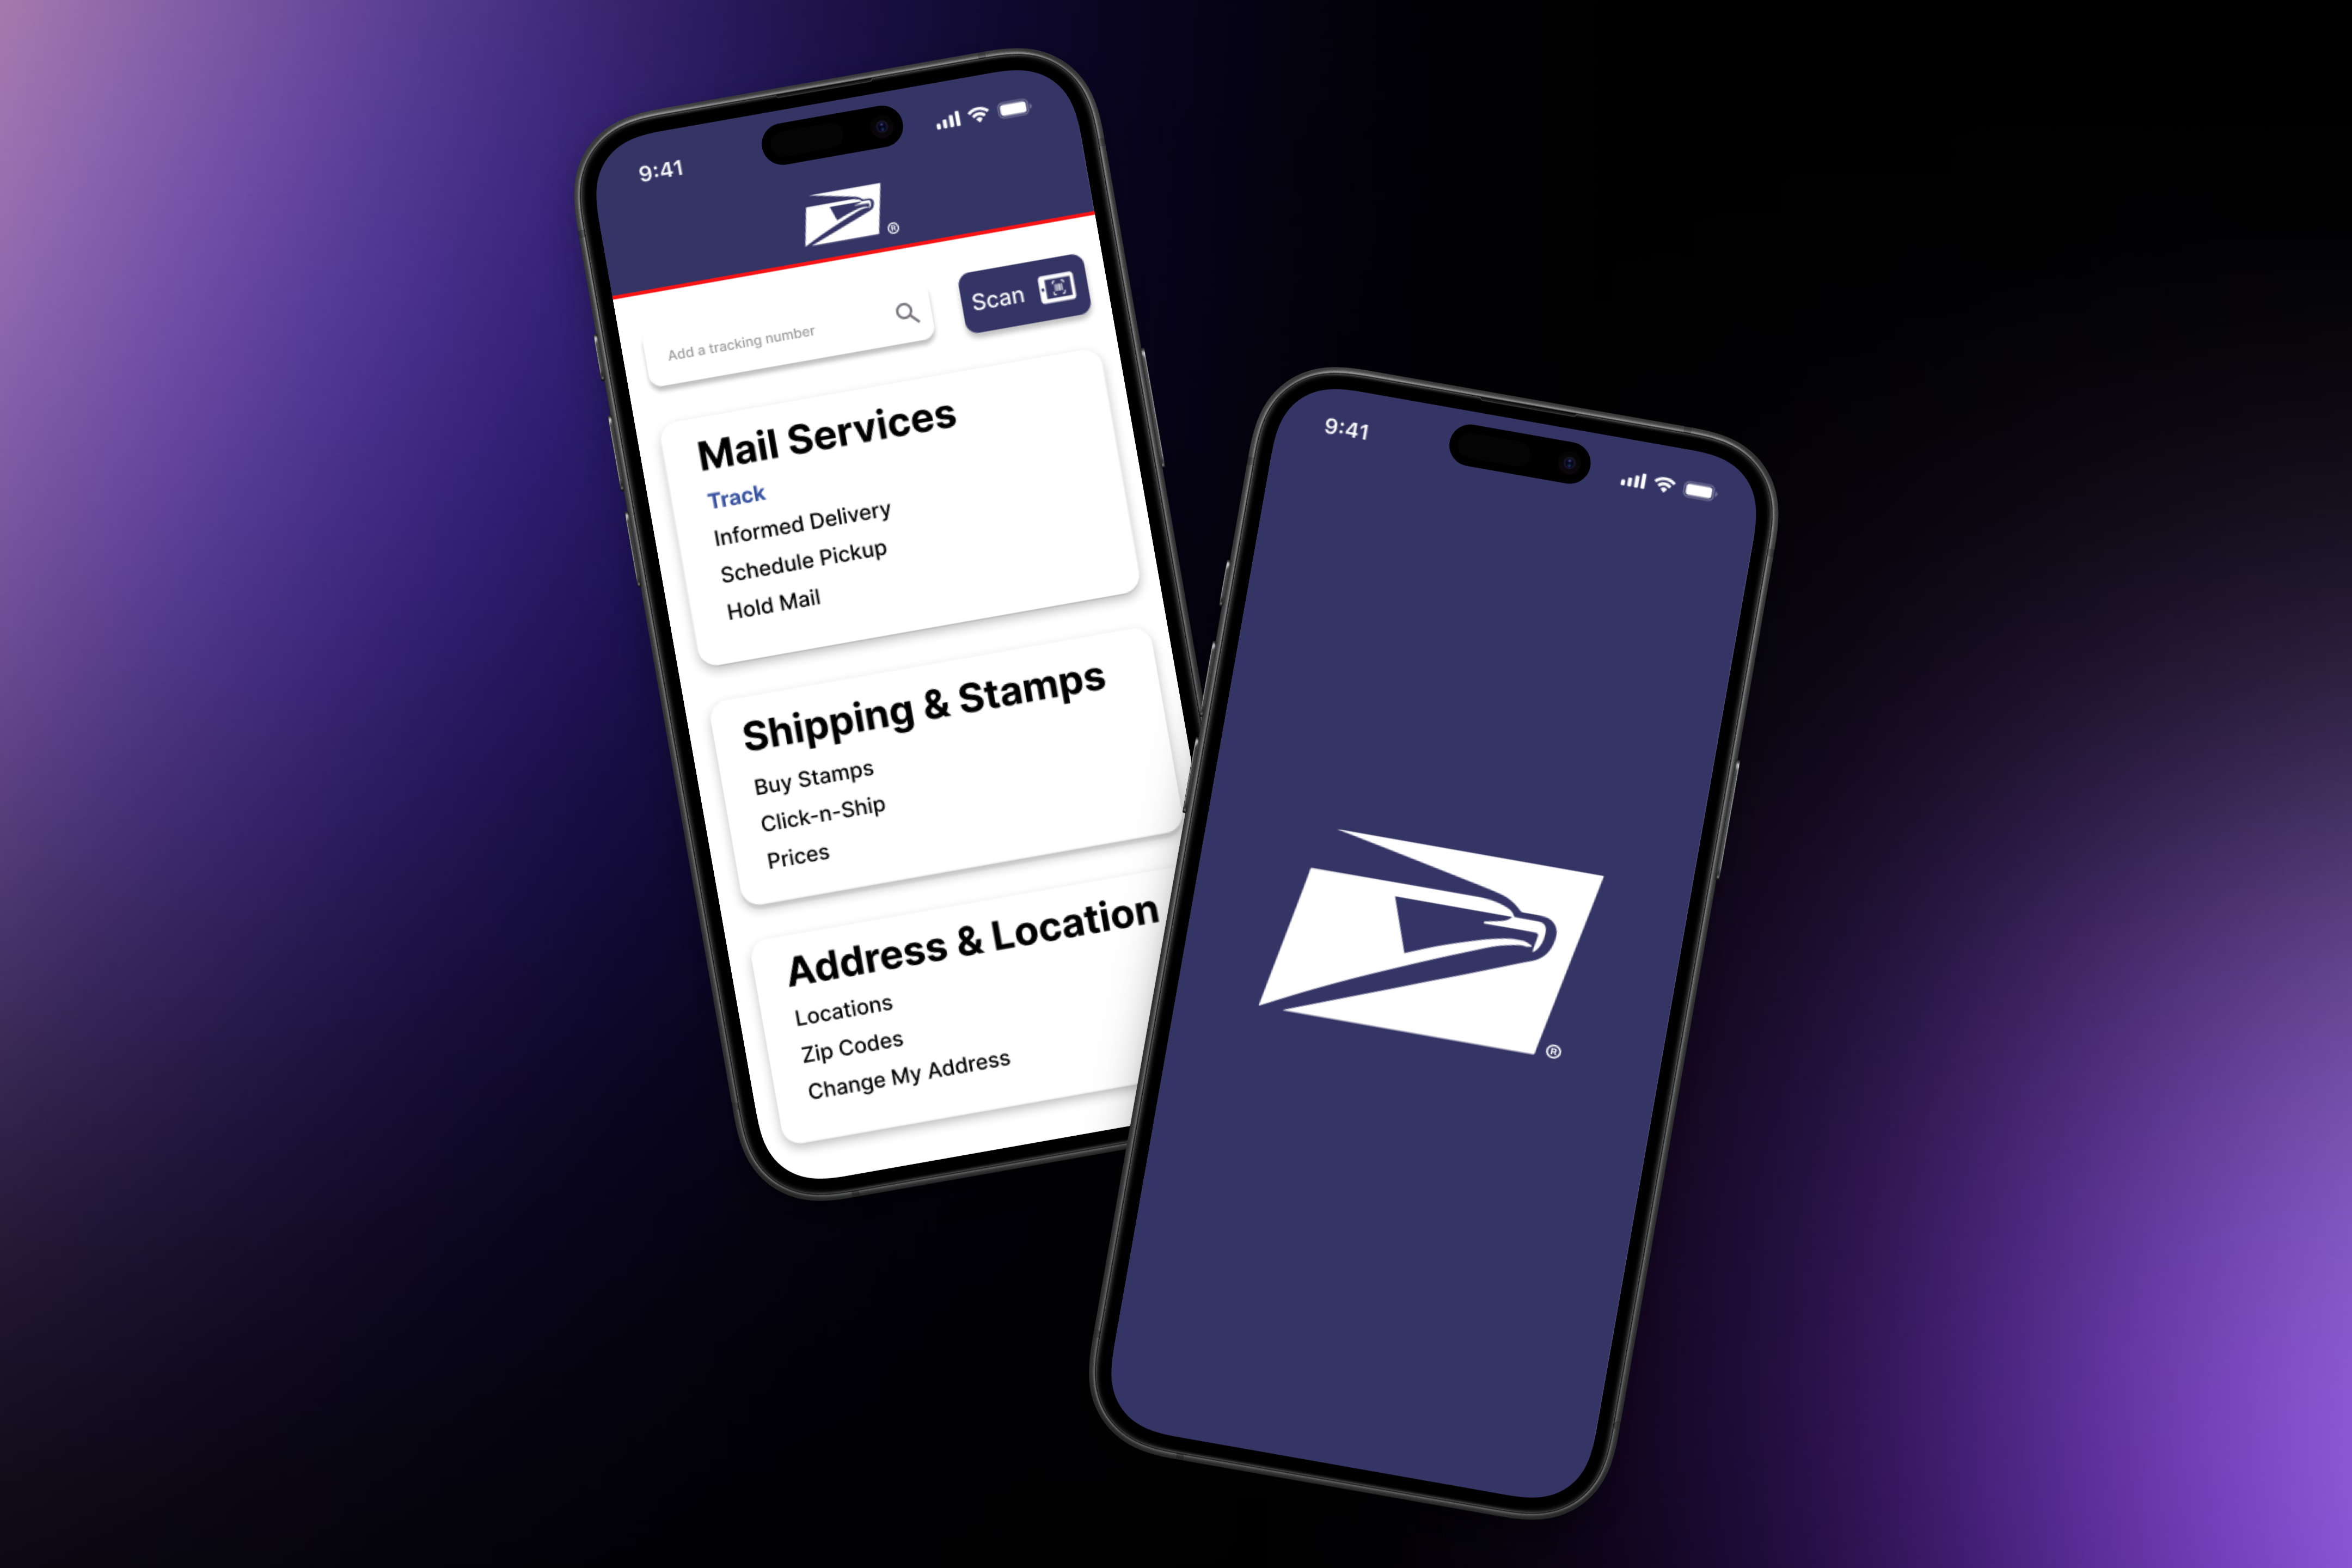 9:41
®
Add a tracking number
Scan
Mail Services
Track
Informed Delivery
Schedule Pickup
Hold Mail
Shipping & Stamps
Buy Stamps
Click-n-Ship
Prices
Address & Location
Locations
Zip Codes
Change My Address
9:41
®